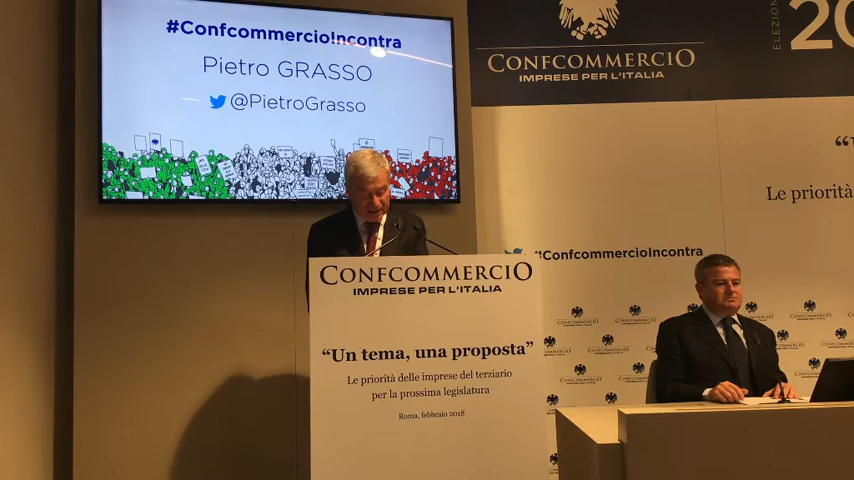 #ConfcommercioIncontra
Pietro GRASSO
@PietroGrasso
CONFCOMMERCIO
IMPRESE PER L'ITALIA
ELEZION
20
“
Le priorità
#ConfcommercioIncontra
CONFCOMMERCIO
IMPRESE PER L'ITALIA
“Un tema, una proposta”
Le priorità delle imprese del terziario
per la prossima legislatura
Roma, febbraio 2018